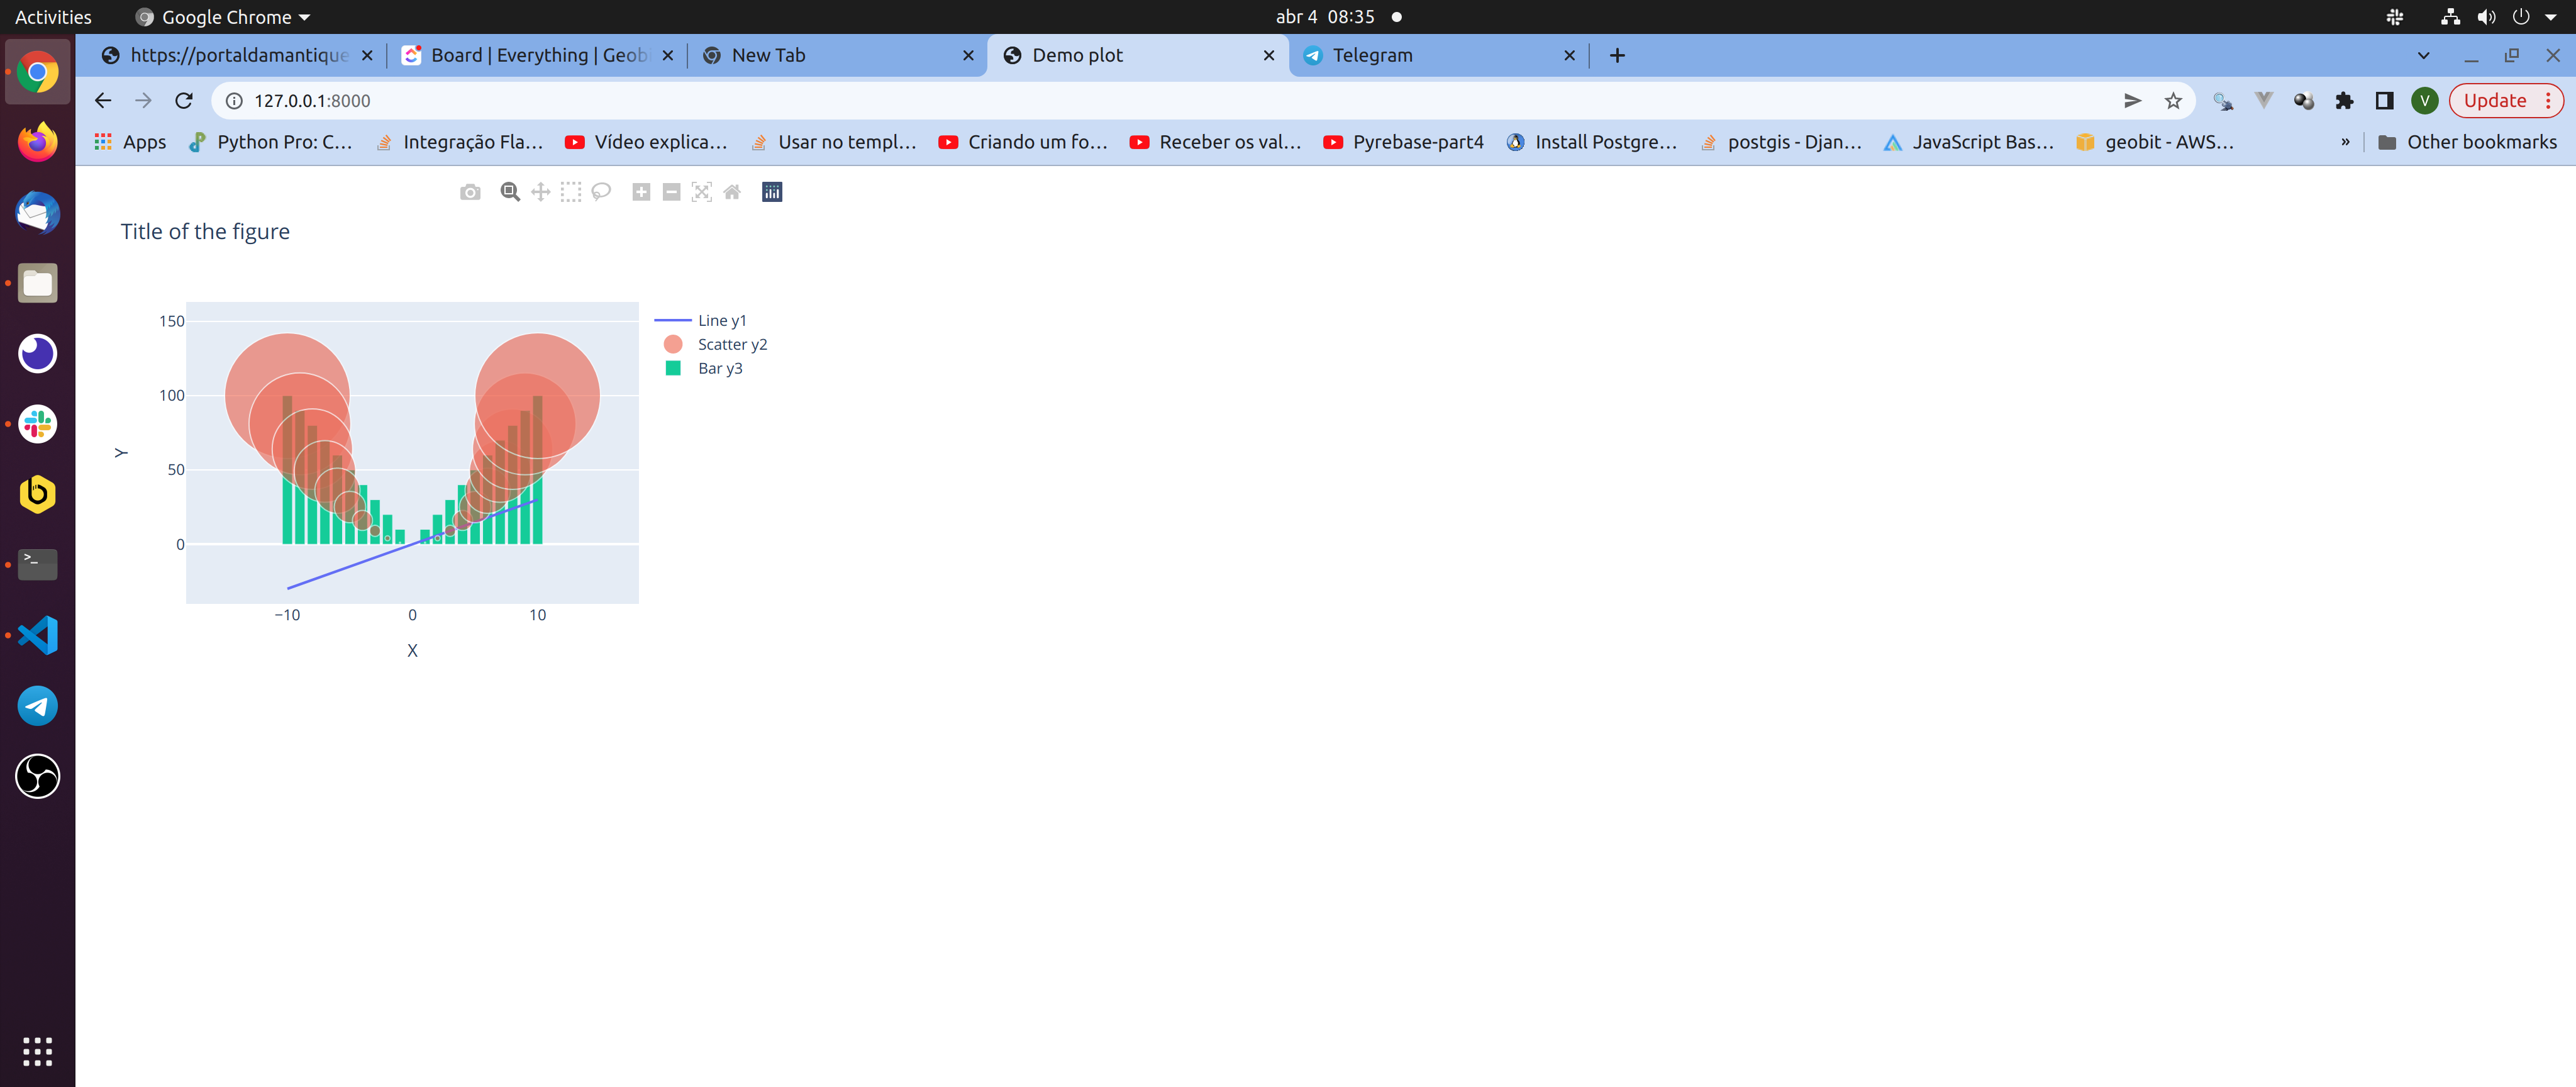 Activities Google Chrome abr 4 08:35
https://portaldamantique Board | Everything | Geob New Tab Demo plot Telegram
127.0.0.1:8000 V Update
Apps Python Pro: C... Integração Fla... Vídeo explica... Usar no templ... Criando um fo... Receber os val... Pyrebase-part4 Install Postgre... postgis - Djan... JavaScript Bas... geobit - AWS... » Other bookmarks
Title of the figure
150
100
50
0
Y
−10 0 10
X
Line y1
Scatter y2
Bar y3